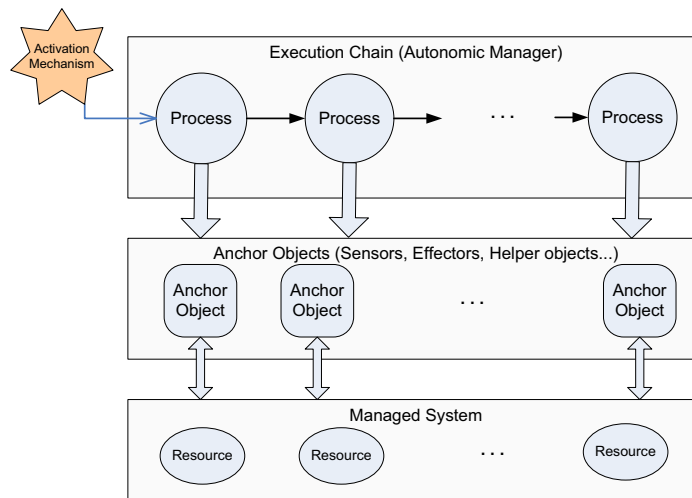 Activation
Mechanism
Execution Chain (Autonomic Manager)
Process
Process
. . .
Process
Anchor Objects (Sensors, Effectors, Helper objects...)
Anchor
Object
Anchor
Object
. . .
Anchor
Object
Managed System
Resource
Resource
. . .
Resource